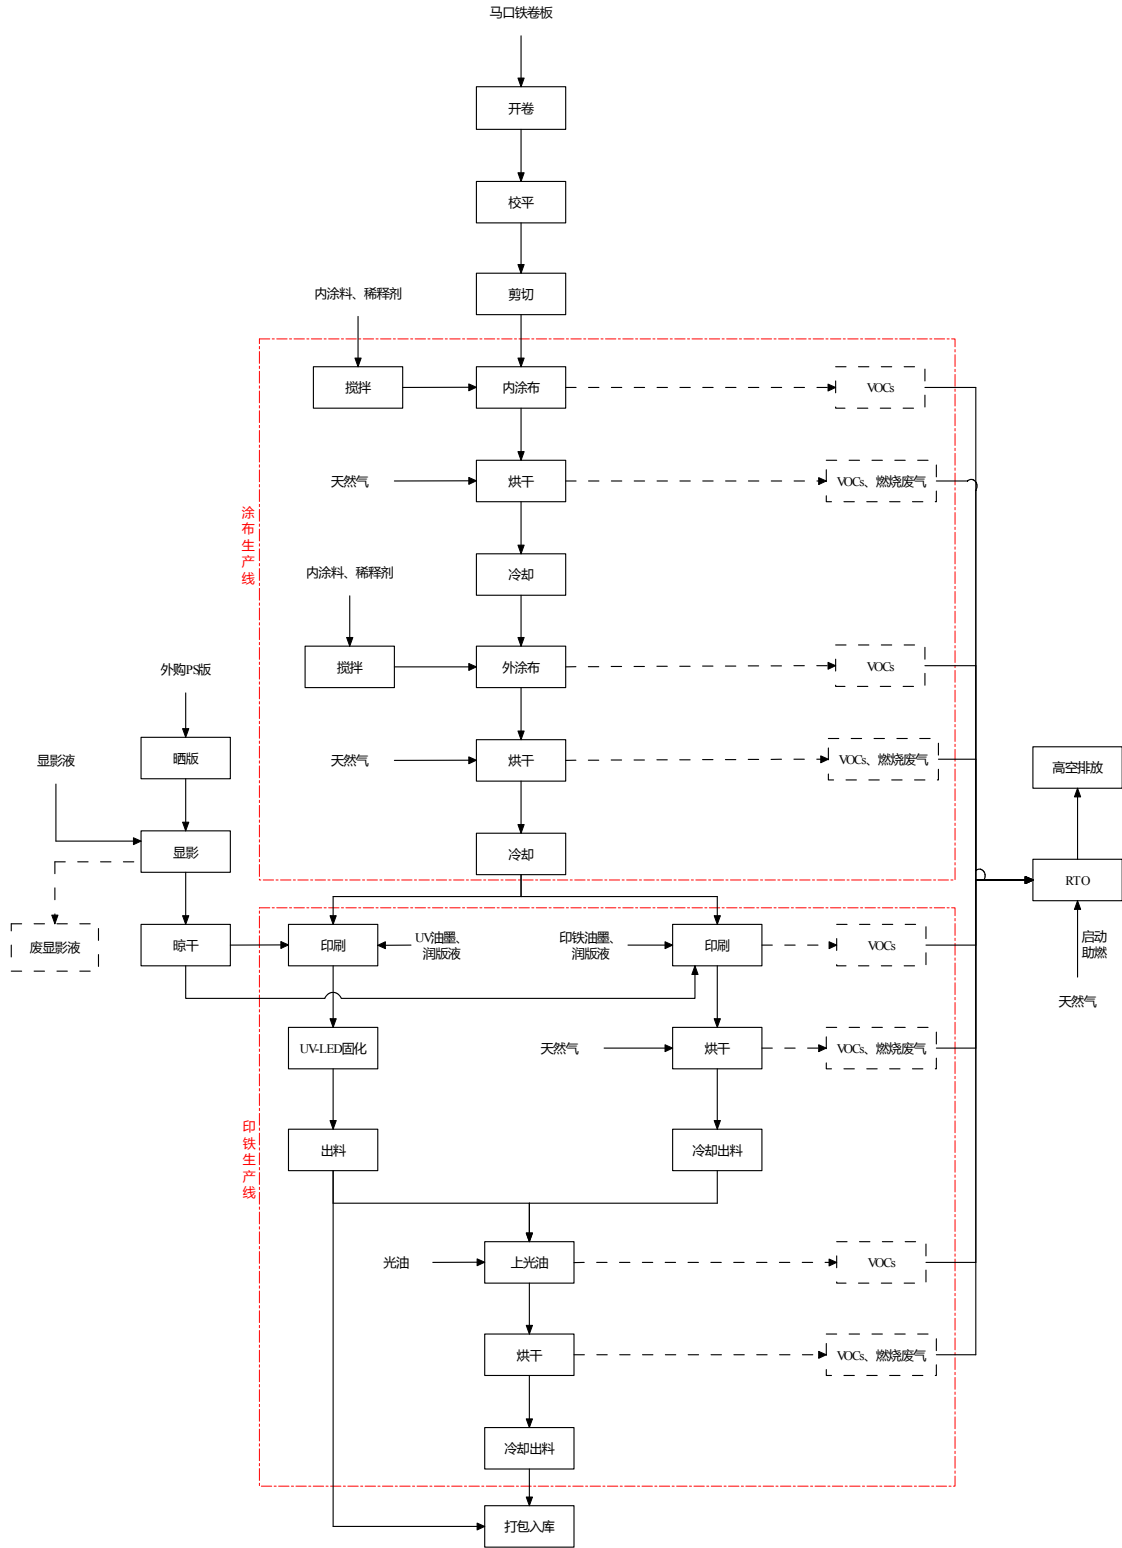 马口铁卷板
开卷
校平
剪切
内涂料、稀释剂
搅拌
内涂布
VOCs
天然气
烘干
VOCs、燃烧废气
涂布生产线
冷却
内涂料、稀释剂
搅拌
外涂布
VOCs
外购PS版
天然气
烘干
VOCs、燃烧废气
晒版
显影液
高空排放
显影
冷却
RTO
废显影液
晾干
印刷
UV油墨、
润版液
印铁油墨、
润版液
印刷
VOCs
启动
助燃
天然气
UV-LED固化
天然气
烘干
VOCs、燃烧废气
印铁生产线
出料
冷却出料
光油
上光油
VOCs
烘干
VOCs、燃烧废气
冷却出料
打包入库